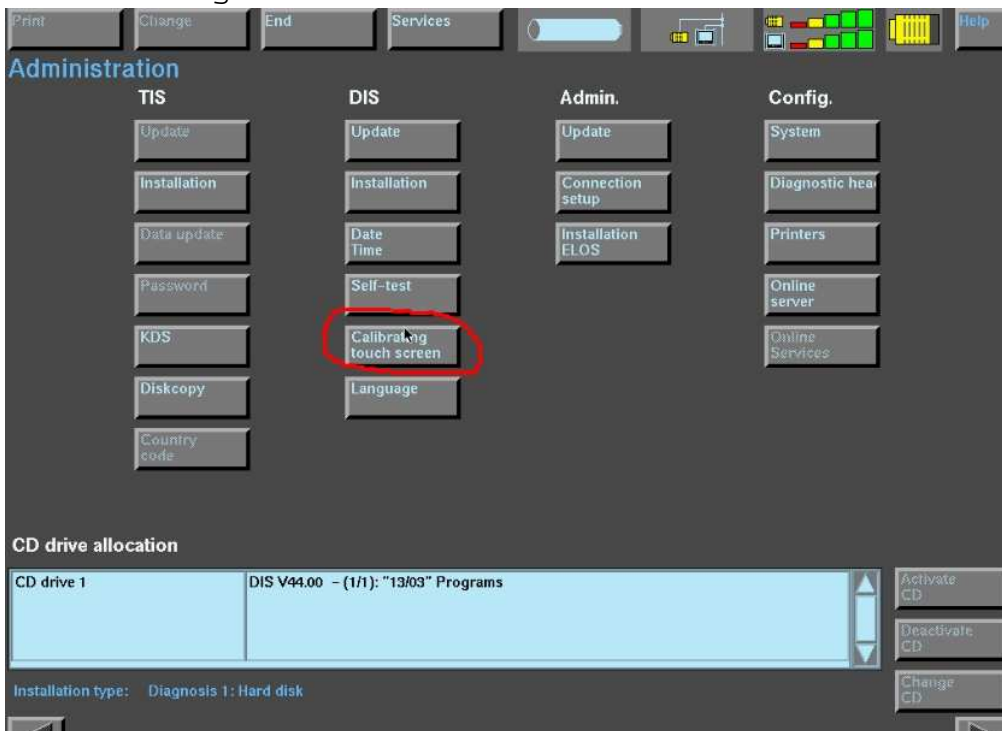 Print
Change
End
Services
Help
Administration
TIS
DIS
Admin.
Config.
Update
Update
Update
System
Installation
Installation
Connection
setup
Diagnostic hea
Data update
Date
Time
Installation
ELOS
Printers
Password
Self-test
Online
server
KDS
Calibrating
touch screen
Online
Services
Diskcopy
Language
Country
code
CD drive allocation
CD drive 1
DIS V44.00 - (1/1): "13/03" Programs
Activate
CD
Deactivate
CD
Installation type: Diagnosis 1: Hard disk
Change
CD